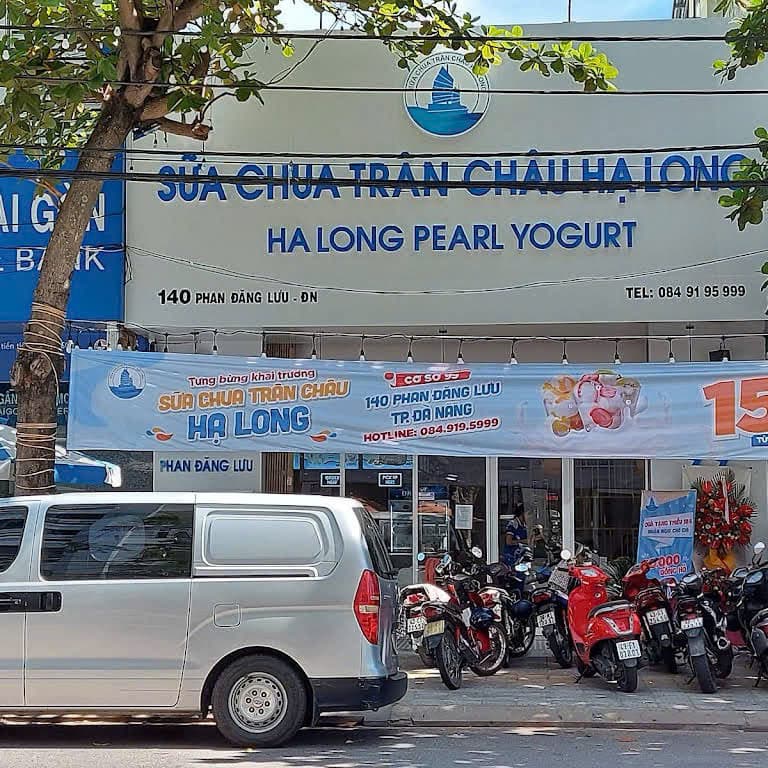 SỮA CHUA TRÂN CHÂU HẠ LONG
HA LONG PEARL YOGURT
140 PHAN ĐĂNG LƯU - ĐN
TEL: 084 91 95 999
AI GÒN
BANK
Tưng bừng khai trương
SỮA CHUA TRÂN CHÂU
HẠ LONG
CƠ SỞ 95
140 PHAN ĐĂNG LƯU
TP. ĐÀ NẴNG
HOTLINE: 084.919.5999
15
PHAN ĐĂNG LƯU